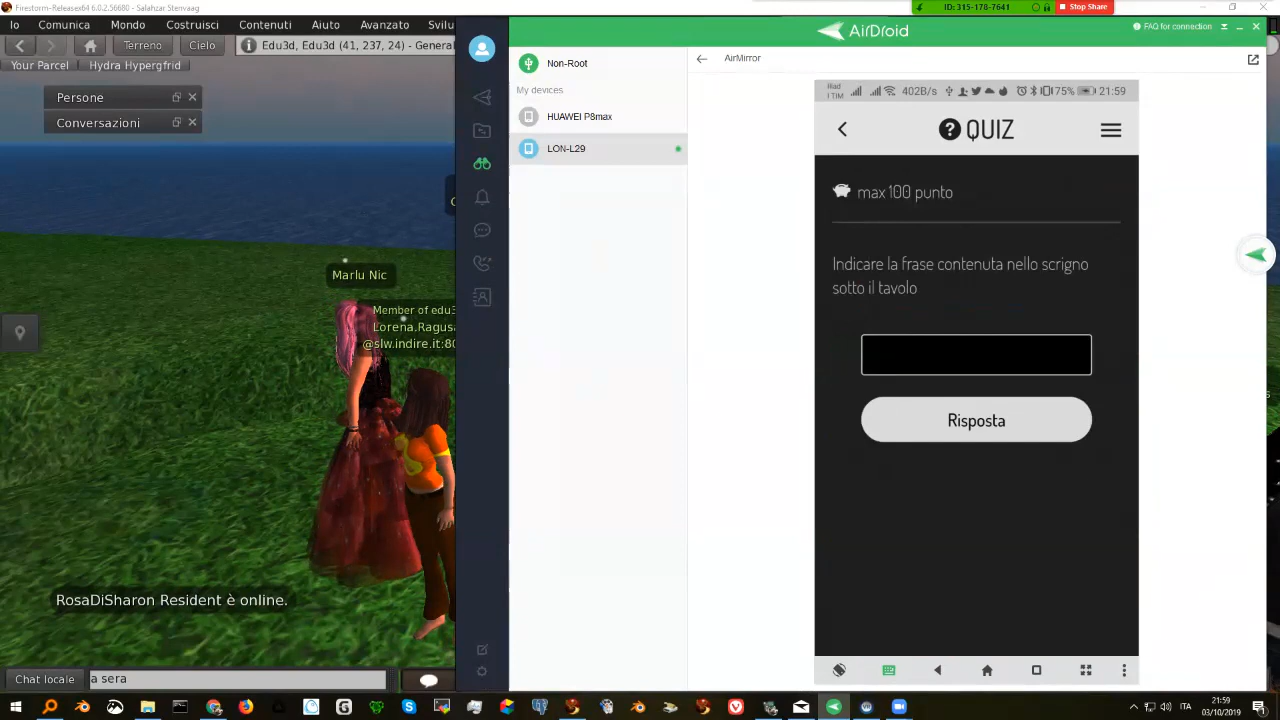 Firestorm-Releasex64 6.0.2.56680 - Salahzar Stenvaag
ID: 315-178-7641
Stop Share
Io Comunica Mondo Costruisci Contenuti Aiuto Avanzato
AirDroid
FAQ for connection
Terreno Cielo
Edu3d, Edu3d (41, 237, 24) - General
Your parcel Hydra Hypergrid
Persone
Conversazioni
Non-Root
My devices
HUAWEI P8max
LON-L29
AirMirror
Iliad
TIM
402B/s
75%
21:59
QUIZ
max 100 punto
Indicare la frase contenuta nello scrigno
sotto il tavolo
Risposta
Marlu Nic
Member of edu3
Lorena.Ragus
@slw.indire.it:80
RosaDiSharon Resident è online.
Chat locale
a sera
ITA
21:59
03/10/2019